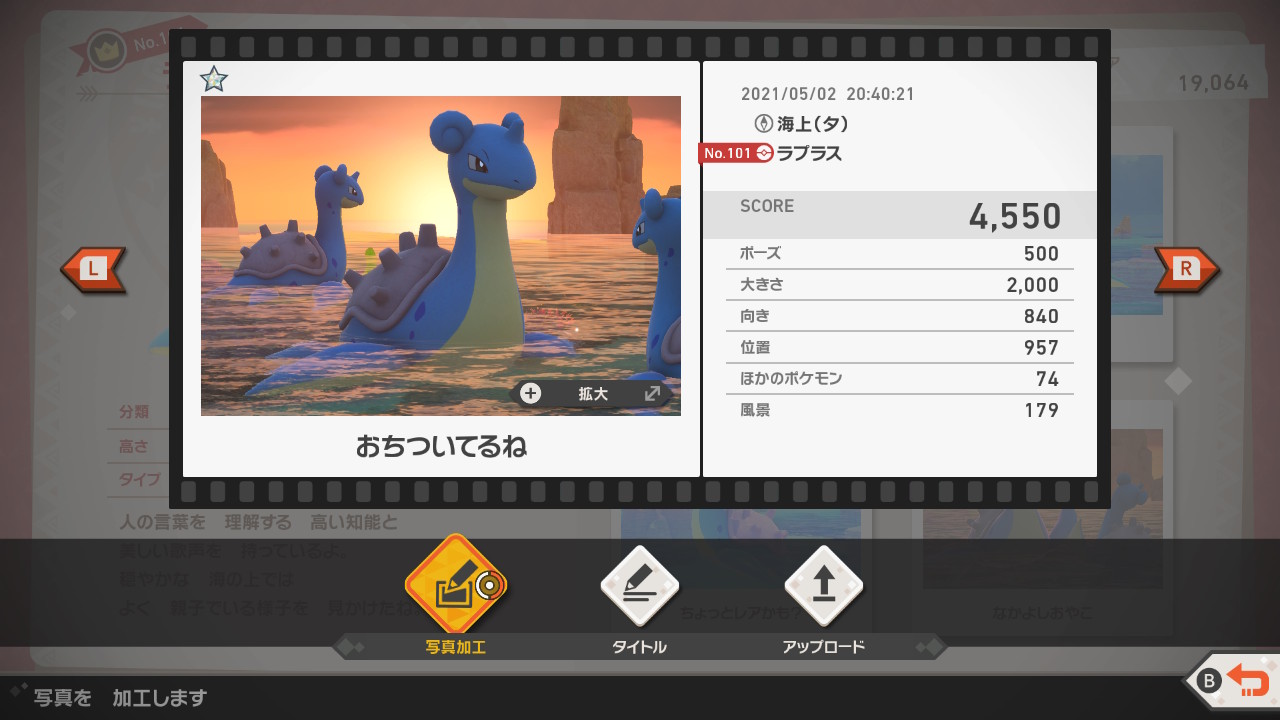 No.1
19,064
2021/05/02 20:40:21
海上(夕)
No.101 ラプラス
SCORE 4,550
ポーズ 500
大きさ 2,000
向き 840
位置 957
ほかのポケモン 74
風景 179
L
R
+ 拡大
おちついてるね
分類
高さ
タイプ
人の言葉を 理解する 高い知能と
美しい歌声を 持っているよ。
穏やかな 海の上では
よく 親子でいる様子を 見かけたね
ちょっとレアかも?
なかよしおやこ
写真加工
タイトル
アップロード
B
写真を 加工します